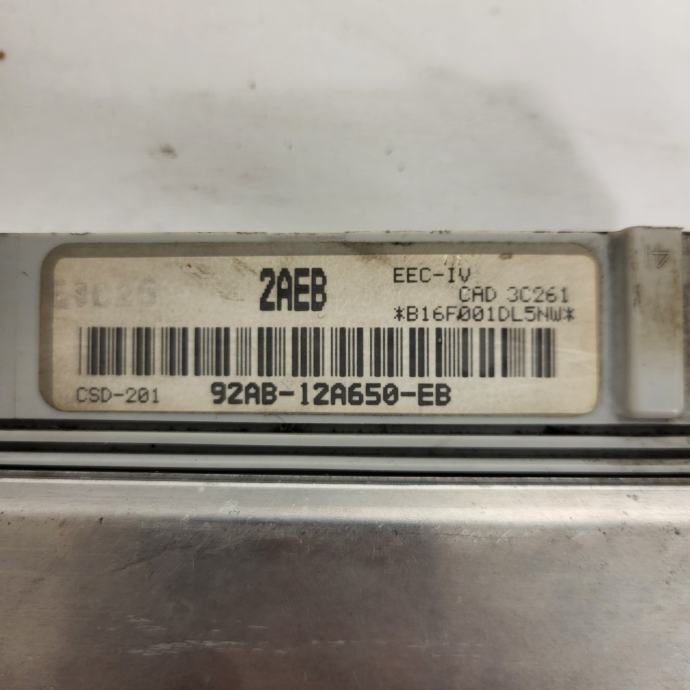 2AEB
EEC-IV
CAD 3C261
*B16F001DL5NW*
CSD-201
92AB-12A650-EB